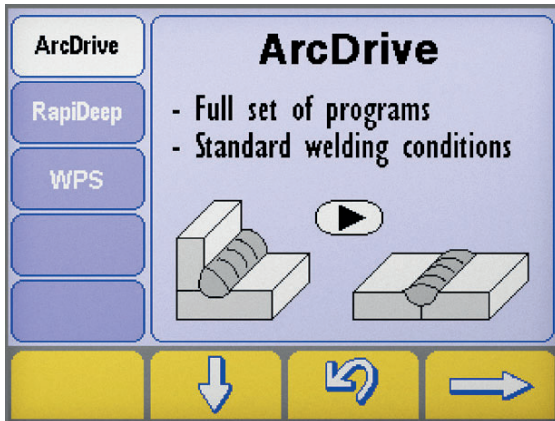 ArcDrive
RapiDeep
WPS
ArcDrive
- Full set of programs
- Standard welding conditions